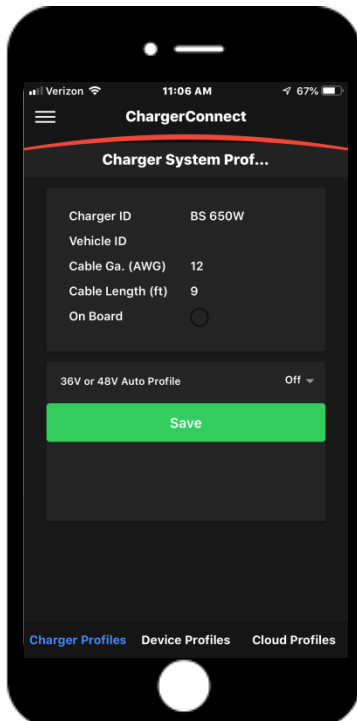 Verizon 11:06 AM 67%
ChargerConnect
Charger System Prof...
Charger ID BS 650W
Vehicle ID
Cable Ga. (AWG) 12
Cable Length (ft) 9
On Board
36V or 48V Auto Profile Off
Save
Charger Profiles Device Profiles Cloud Profiles